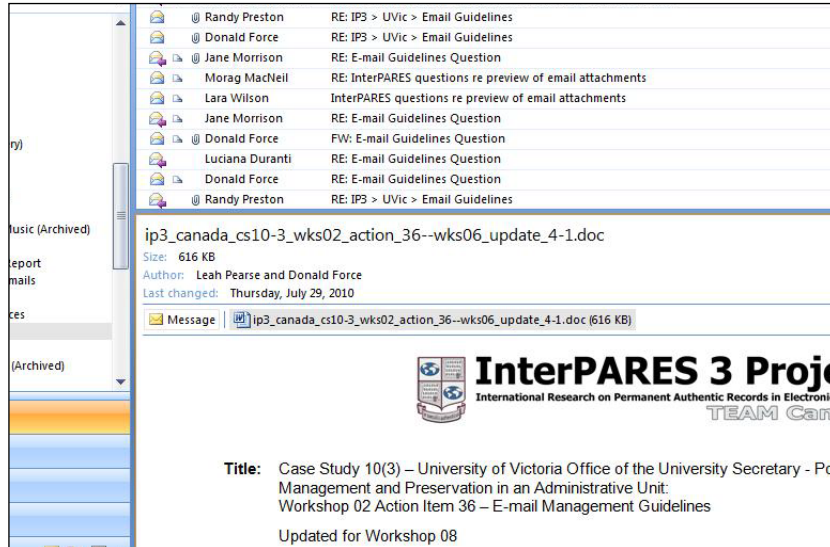 Randy Preston RE: IP3 > UVic > Email Guidelines
Donald Force RE: IP3 > UVic > Email Guidelines
Jane Morrison RE: E-mail Guidelines Question
Morag MacNeil RE: InterPARES questions re preview of email attachments
Lara Wilson InterPARES questions re preview of email attachments
Jane Morrison RE: E-mail Guidelines Question
Donald Force FW: E-mail Guidelines Question
Luciana Duranti RE: E-mail Guidelines Question
Donald Force RE: E-mail Guidelines Question
Randy Preston RE: IP3 > UVic > Email Guidelines
ry)
lusic (Archived)
eport
mails
ces
(Archived)
ip3_canada_cs10-3_wks02_action_36--wks06_update_4-1.doc
Size: 616 KB
Author: Leah Pearse and Donald Force
Last changed: Thursday, July 29, 2010
Message ip3_canada_cs10-3_wks02_action_36--wks06_update_4-1.doc (616 KB)
InterPARES 3 Proje
International Research on Permanent Authentic Records in Electroni
TEAM Can
Title: Case Study 10(3) – University of Victoria Office of the University Secretary - Po
Management and Preservation in an Administrative Unit:
Workshop 02 Action Item 36 – E-mail Management Guidelines
Updated for Workshop 08